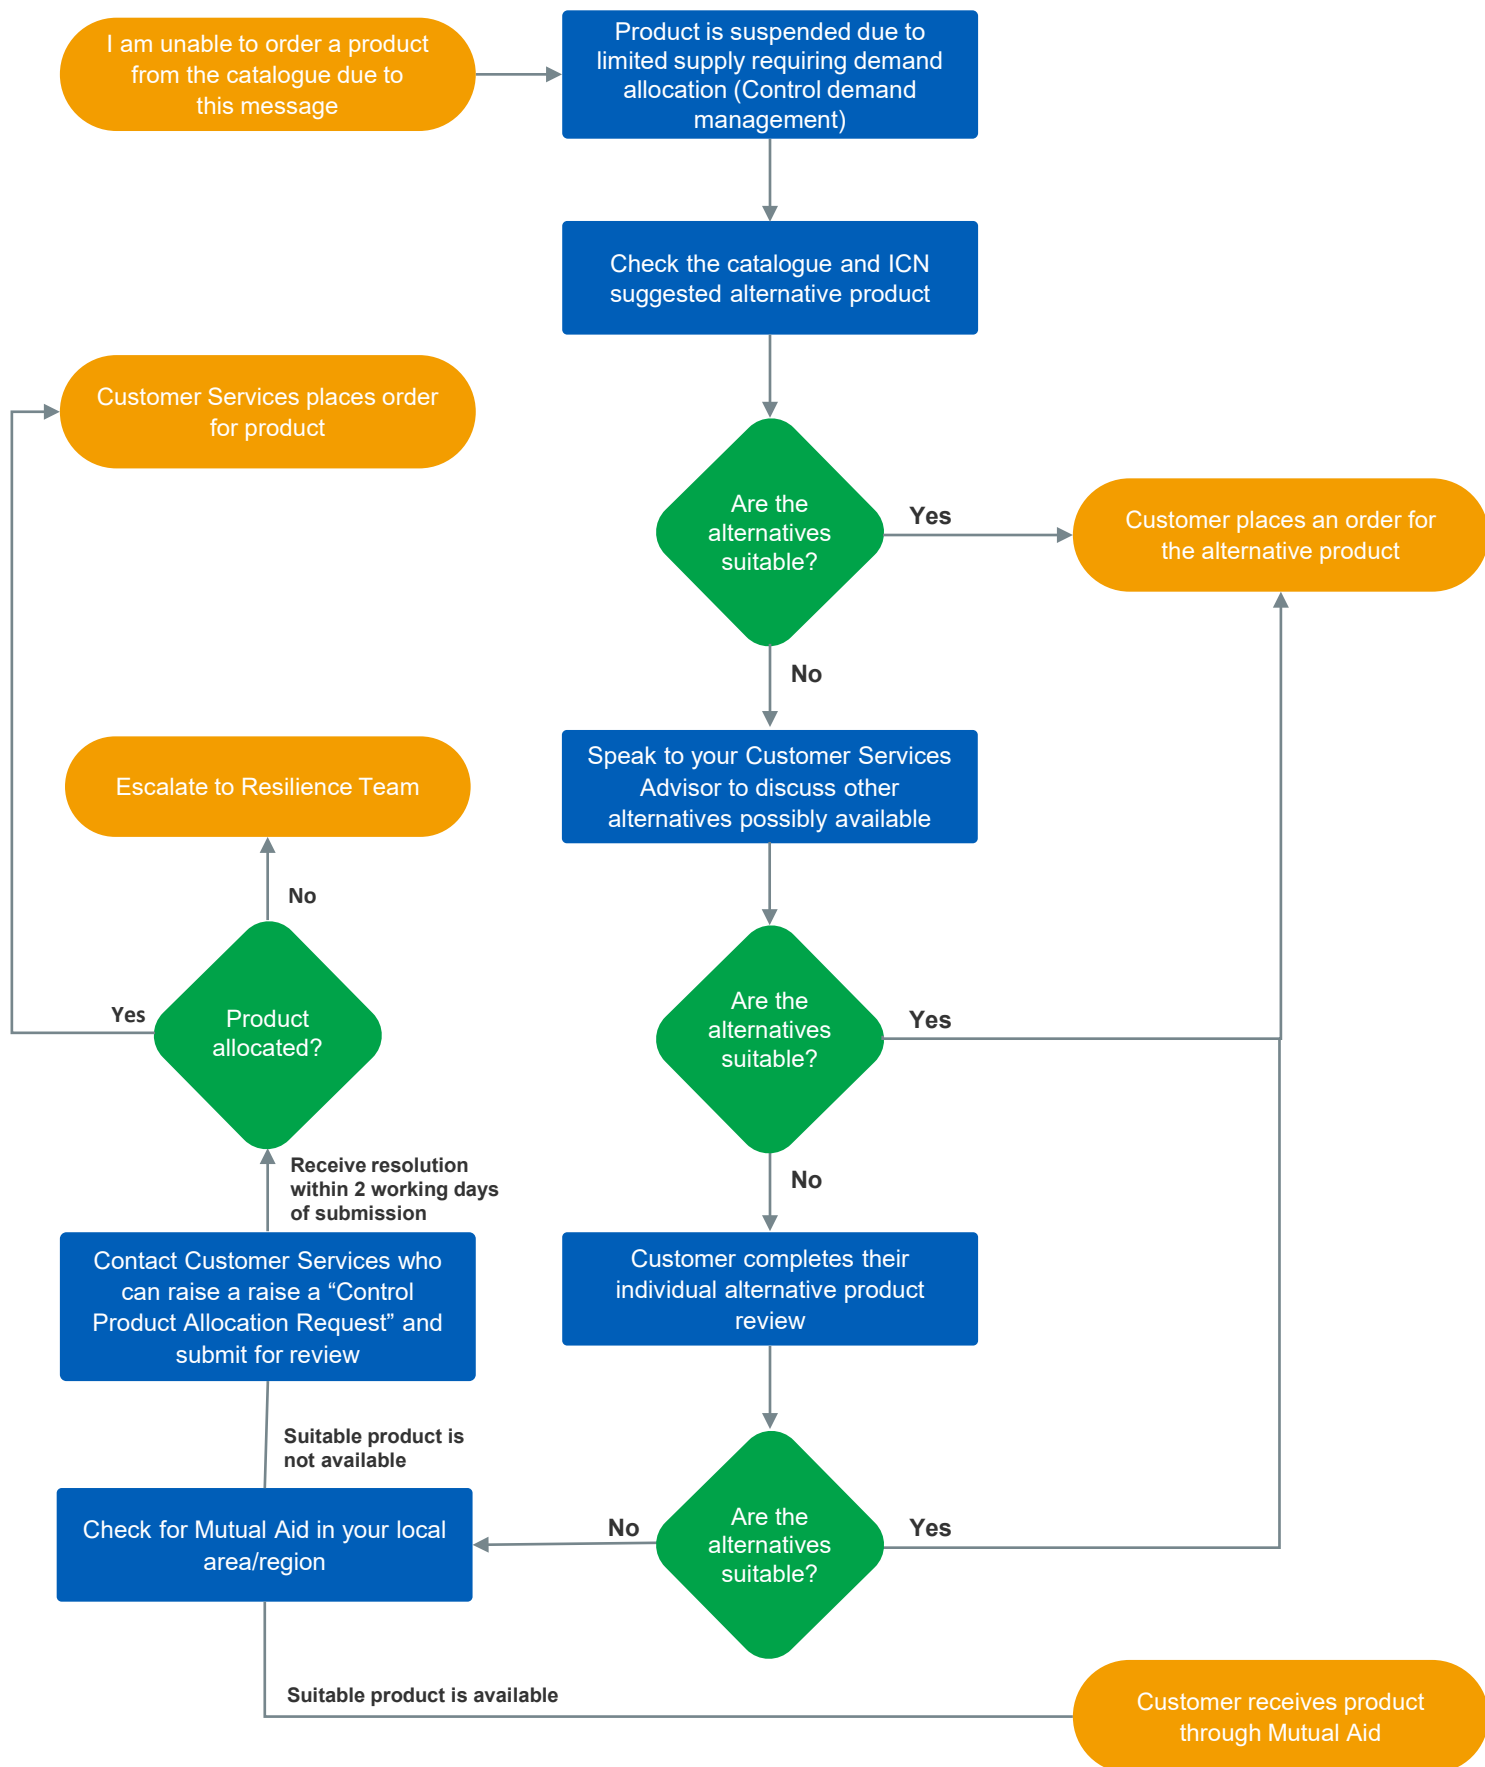 I am unable to order a product
from the catalogue due to
this message
Product is suspended due to
limited supply requiring demand
allocation (Control demand
management)
Check the catalogue and ICN
suggested alternative product
Customer Services places order
for product
Are the
alternatives
suitable?
Yes
Customer places an order for
the alternative product
No
Speak to your Customer Services
Advisor to discuss other
alternatives possibly available
Escalate to Resilience Team
No
Product
allocated?
Yes
Are the
alternatives
suitable?
Yes
No
Receive resolution
within 2 working days
of submission
Contact Customer Services who
can raise a raise a “Control
Product Allocation Request” and
submit for review
Customer completes their
individual alternative product
review
Suitable product is
not available
Check for Mutual Aid in your local
area/region
No
Are the
alternatives
suitable?
Yes
Suitable product is available
Customer receives product
through Mutual Aid